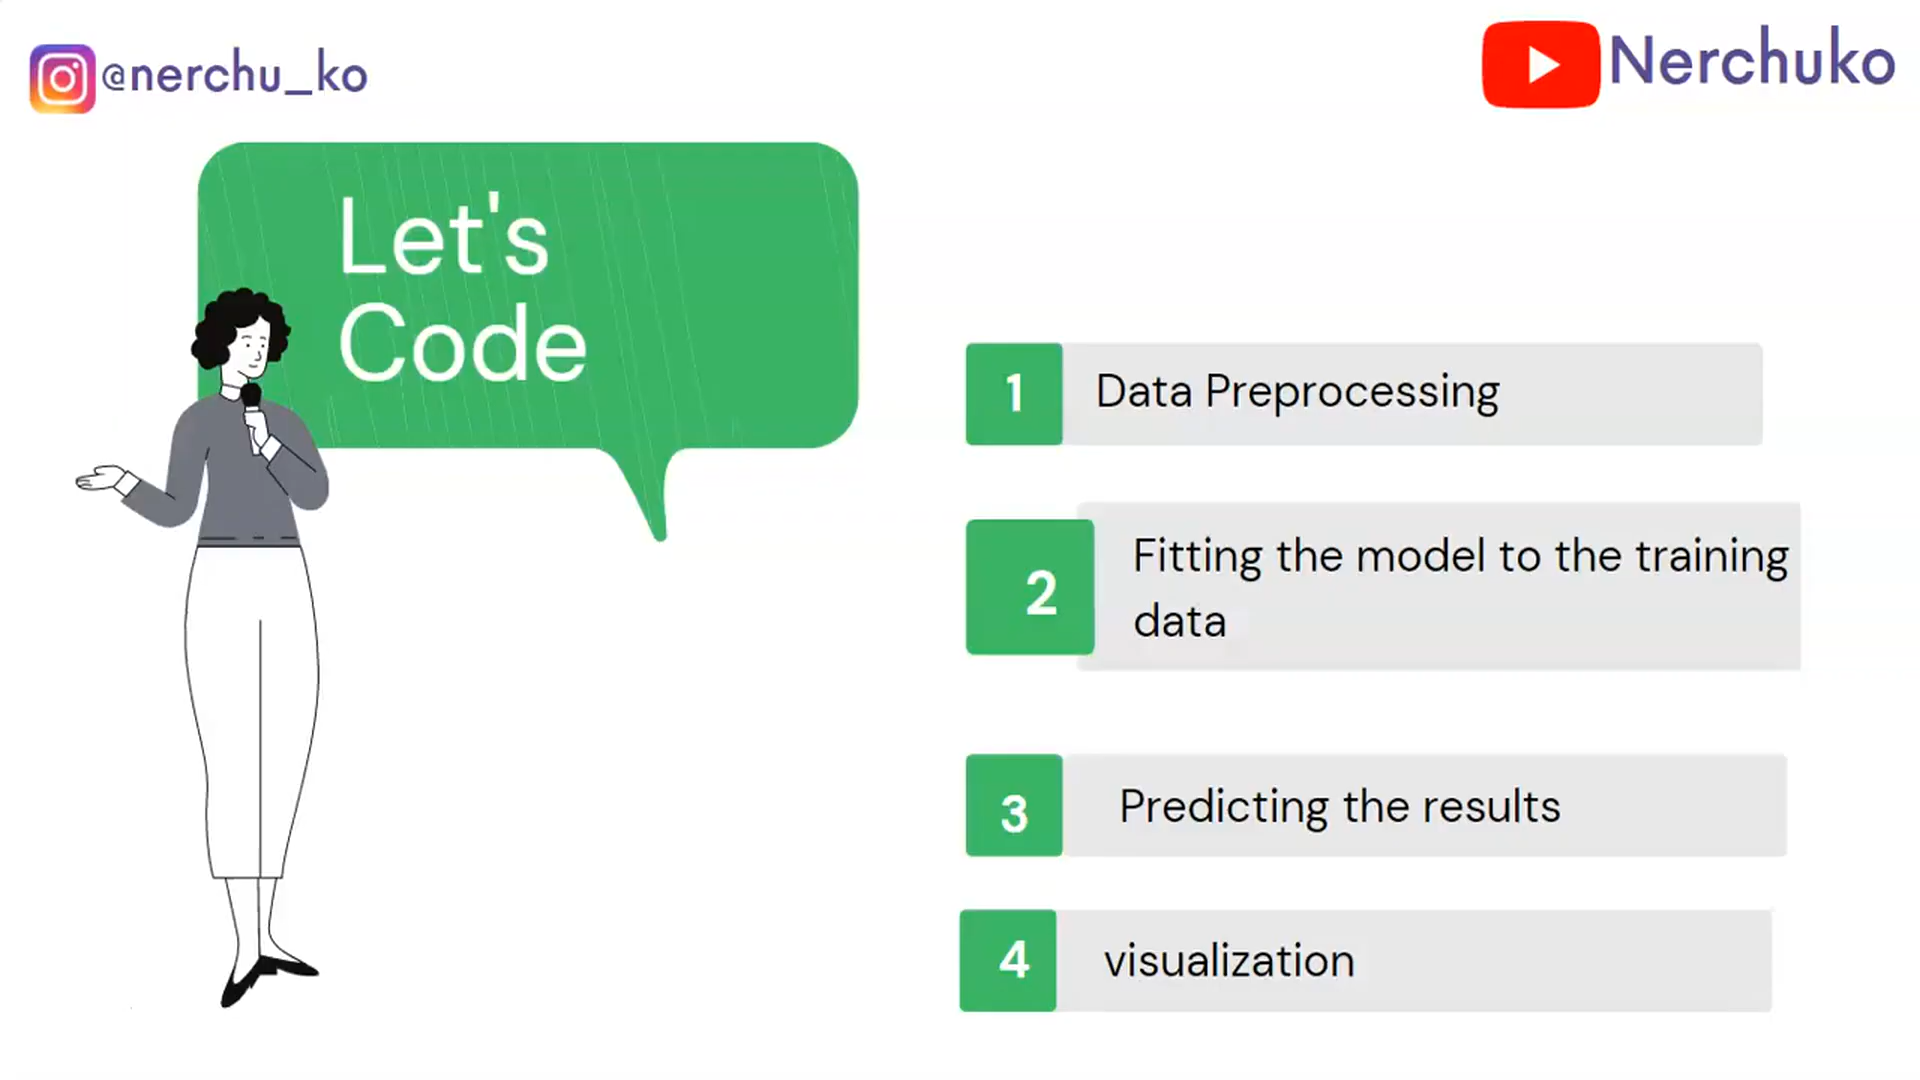 @nerchu_ko
Nerchuko
Let's
Code
1 Data Preprocessing
2 Fitting the model to the training
data
3 Predicting the results
4 visualization